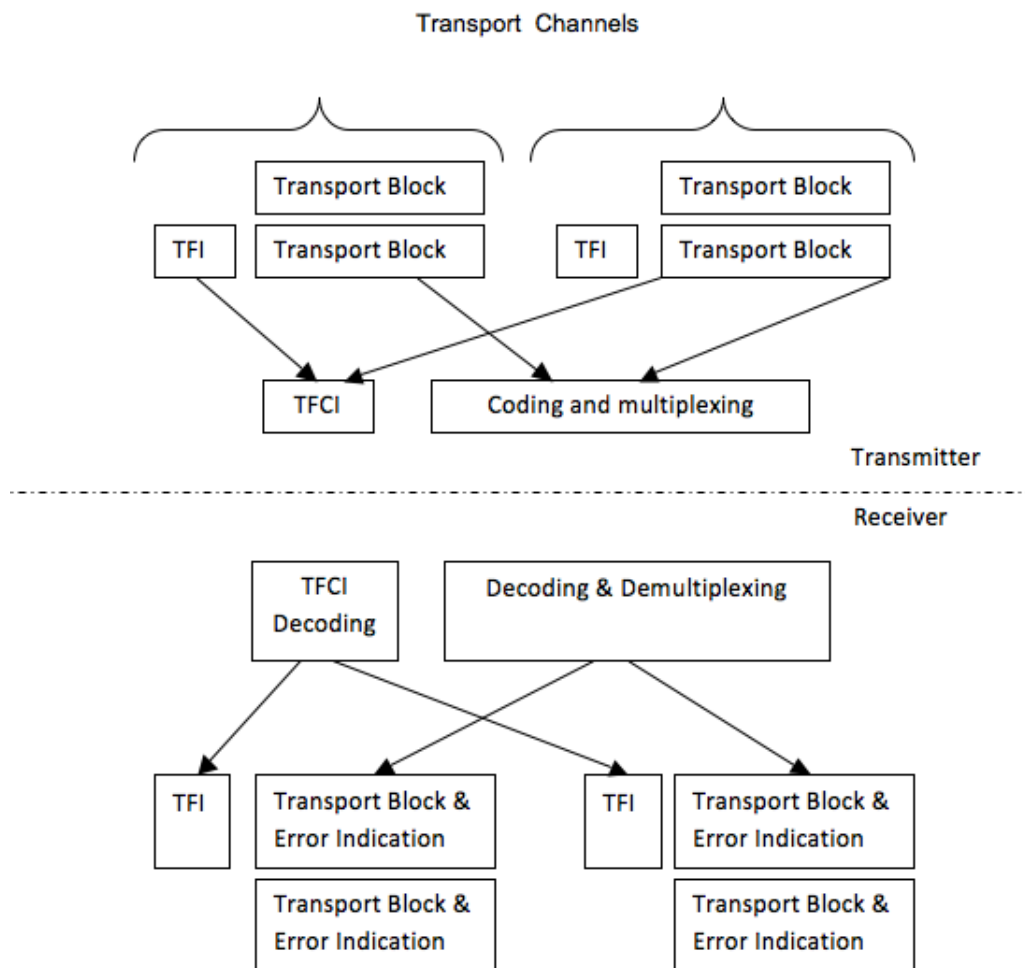 Transport Channels
Transport Block
Transport Block
TFI
Transport Block
TFI
Transport Block
TFCI
Coding and multiplexing
Transmitter
Receiver
TFCI
Decoding
Decoding & Demultiplexing
TFI
Transport Block &
Error Indication
TFI
Transport Block &
Error Indication
Transport Block &
Error Indication
Transport Block &
Error Indication